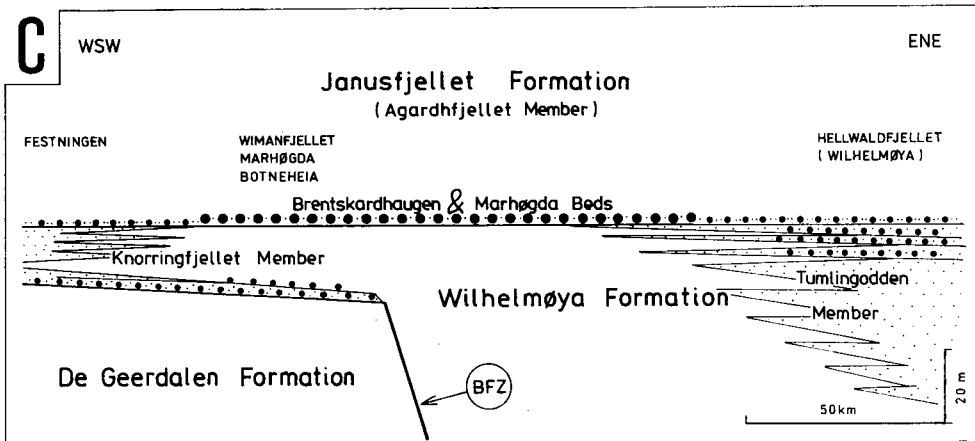 C
WSW
ENE
Janusfjellet Formation
(Agardhfjellet Member)
FESTNINGEN
WIMANFJELLET
MARHØGDA
BOTNEHEIA
HELLWALDFJELLET
(WILHELMØYA)
Brentskardhaugen & Marhøgda Beds
Knorringfjellet Member
Tumlingodden
Member
Wilhelmøya Formation
De Geerdalen Formation
BFZ
50km
20 m